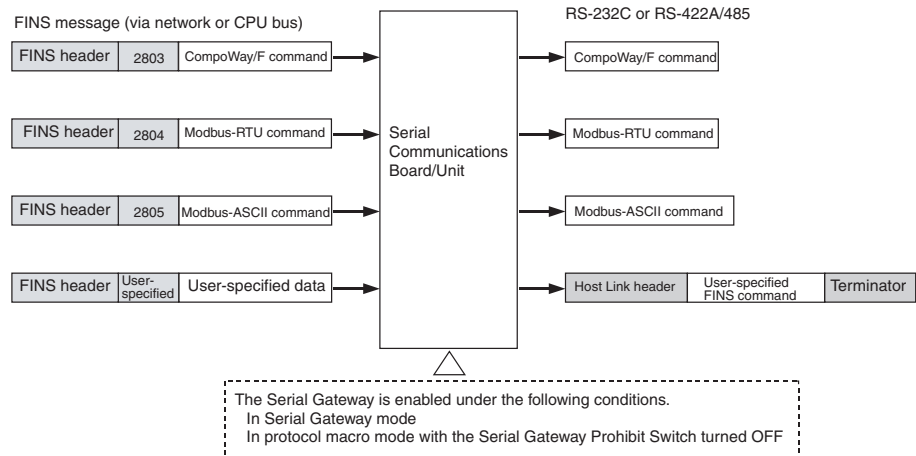 FINS message (via network or CPU bus)
RS-232C or RS-422A/485
FINS header 2803 CompoWay/F command
CompoWay/F command
FINS header 2804 Modbus-RTU command
Modbus-RTU command
Serial
Communications
Board/Unit
FINS header 2805 Modbus-ASCII command
Modbus-ASCII command
FINS header User-
specified User-specified data
Host Link header User-specified
FINS command Terminator
The Serial Gateway is enabled under the following conditions.
In Serial Gateway mode
In protocol macro mode with the Serial Gateway Prohibit Switch turned OFF